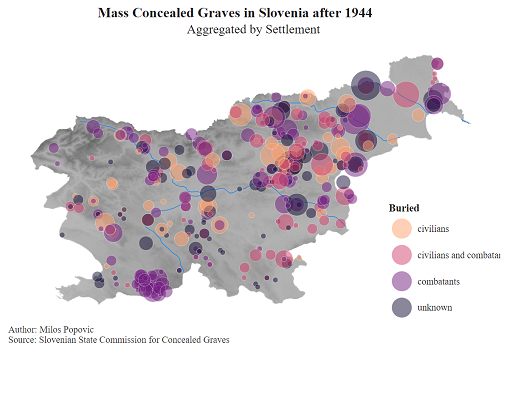 Mass Concealed Graves in Slovenia after 1944
Aggregated by Settlement
Buried
civilians
civilians and combatan
combatants
unknown
Author: Milos Popovic
Source: Slovenian State Commission for Concealed Graves